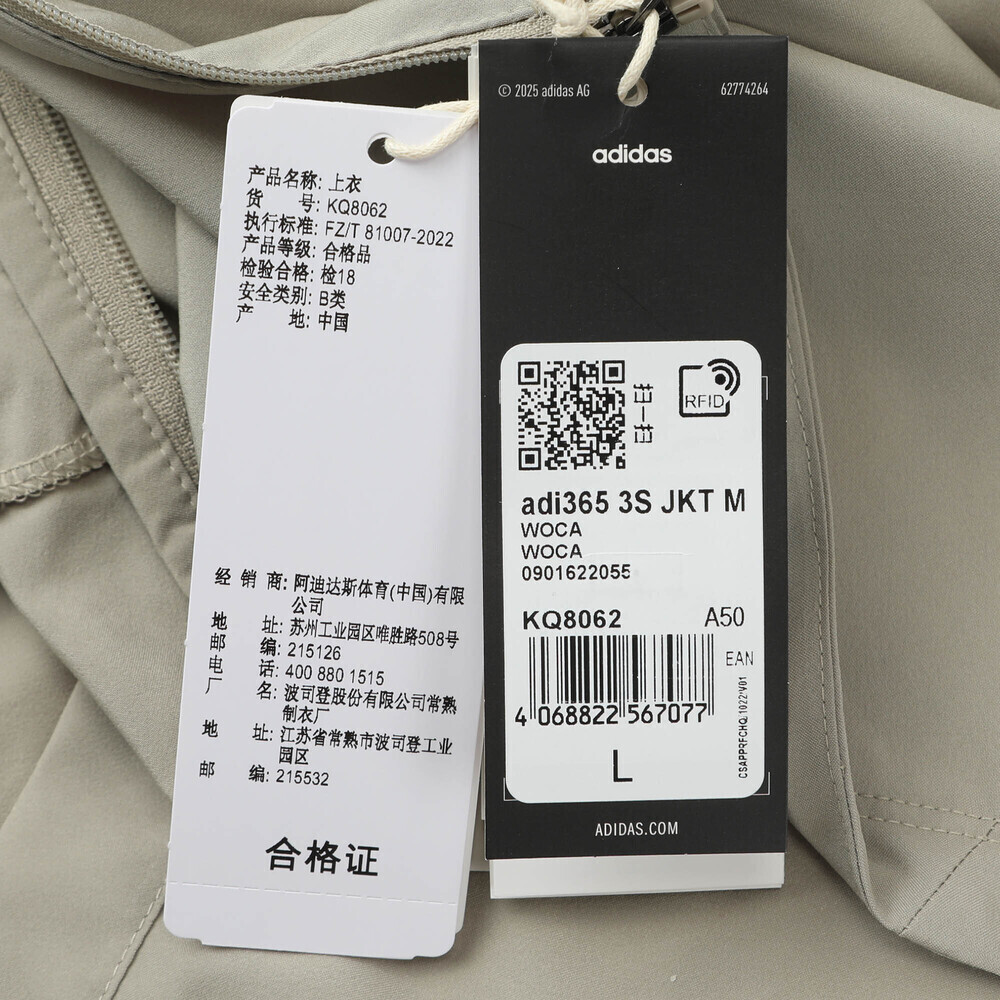 产品名称: 上衣
货 号: KQ8062
执行标准: FZ/T 81007-2022
产品等级: 合格品
检验合格: 检18
安全类别: B类
产 地: 中国
经 销 商: 阿迪达斯体育(中国)有限
公司
地 址: 苏州工业园区唯胜路508号
邮 编: 215126
电 话: 400 880 1515
厂 名: 波司登股份有限公司常熟
制衣厂
地 址: 江苏省常熟市波司登工业
园区
邮 编: 215532
合格证
© 2025 adidas AG
62774264
adidas
扫一扫
RFID
adi365 3S JKT M
WOCA
WOCA
0901622055
KQ8062 A50
EAN
4 068822 567077
CSAPPRFCHQ.1022/V01
L
ADIDAS.COM